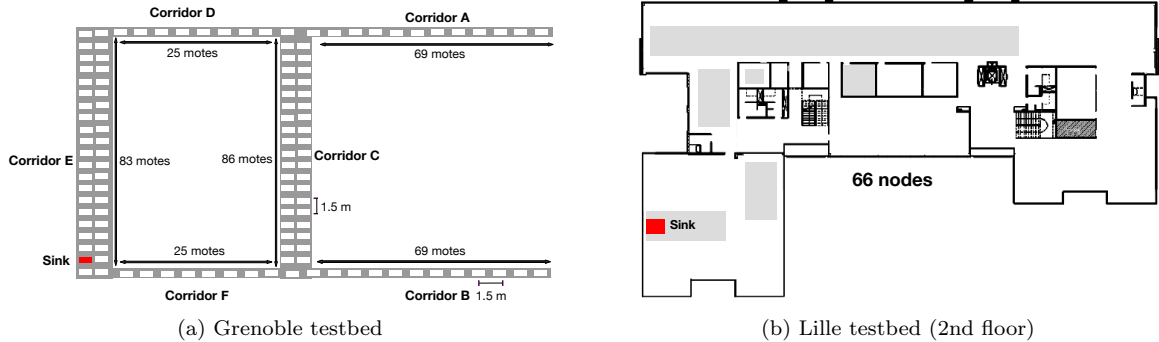 Corridor D
Corridor A
25 motes
69 motes
Corridor E
83 motes
86 motes
Corridor C
1.5 m
Sink
25 motes
69 motes
Corridor F
Corridor B
1.5 m
(a) Grenoble testbed
66 nodes
Sink
(b) Lille testbed (2nd floor)